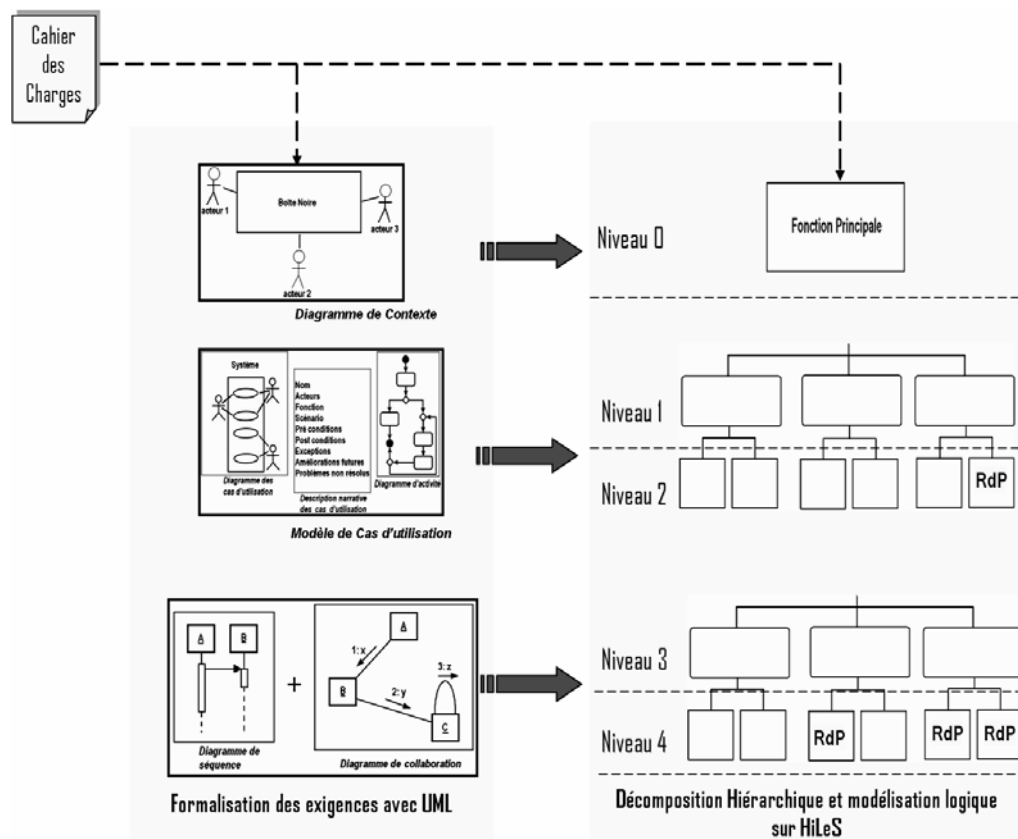 Cahier
des
Charges
acteur 1
Boîte Noire
acteur 3
acteur 2
Diagramme de Contexte
Niveau 0
Fonction Principale
Système
Nom
Acteurs
Fonction
Scénario
Pré conditions
Post conditions
Exceptions
Améliorations futures
Problèmes non résolus
Diagramme des
cas d'utilisation
Description narrative
des cas d'utilisation
Diagramme d'activité
Modèle de Cas d'utilisation
Niveau 1
Niveau 2
RdP
A
B
Diagramme de
séquence
+
A
1: x
B
2: y
3: z
C
Diagramme de collaboration
Niveau 3
Niveau 4
RdP
RdP
RdP
Formalisation des exigences avec UML
Décomposition Hiérarchique et modélisation logique
sur HiLeS